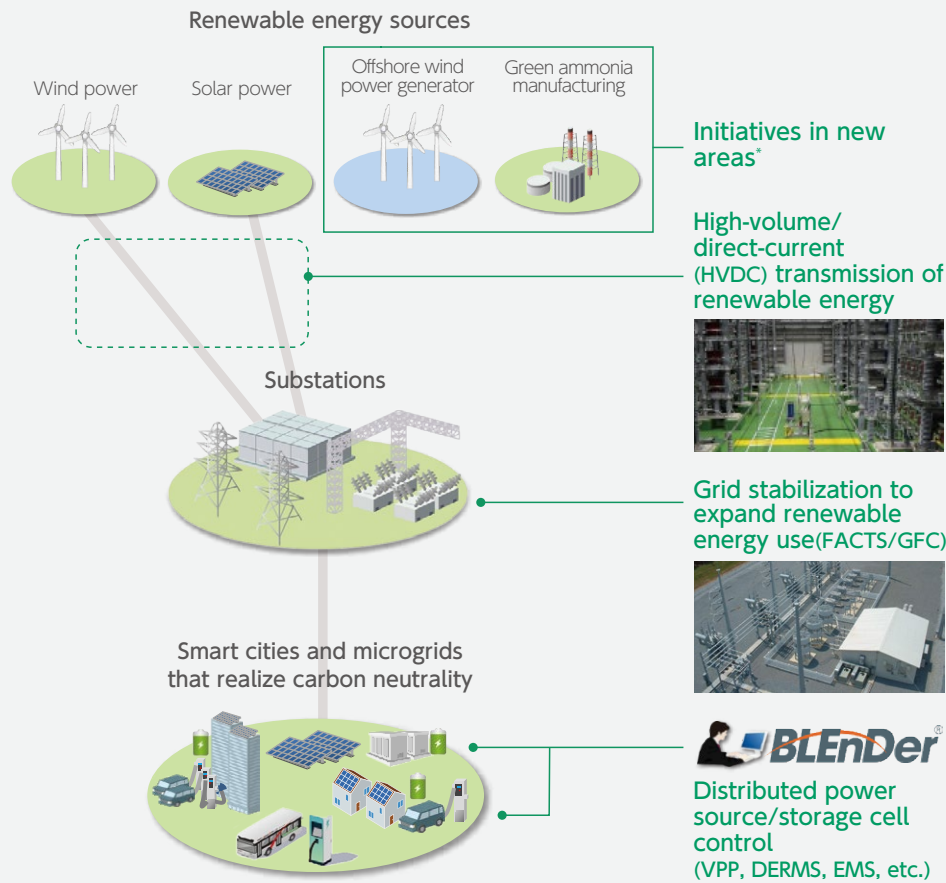 Renewable energy sources
Wind power
Solar power
Offshore wind
power generator
Green ammonia
manufacturing
Initiatives in new
areas*
High-volume/
direct-current
(HVDC) transmission of
renewable energy
Substations
Grid stabilization to
expand renewable
energy use(FACTS/GFC)
Smart cities and microgrids
that realize carbon neutrality
BLEnDer®
Distributed power
source/storage cell
control
(VPP, DERMS, EMS, etc.)